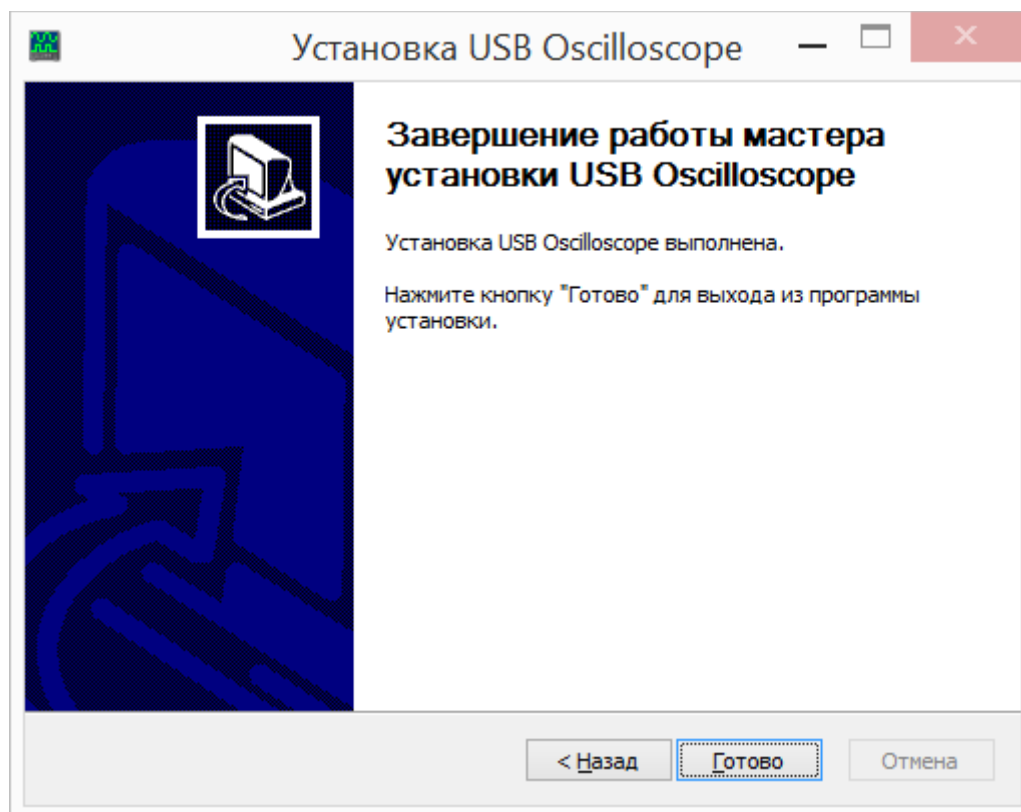 Установка USB Oscilloscope
Завершение работы мастера
установки USB Oscilloscope
Установка USB Oscilloscope выполнена.
Нажмите кнопку "Готово" для выхода из программы
установки.
< Назад
Готово
Отмена